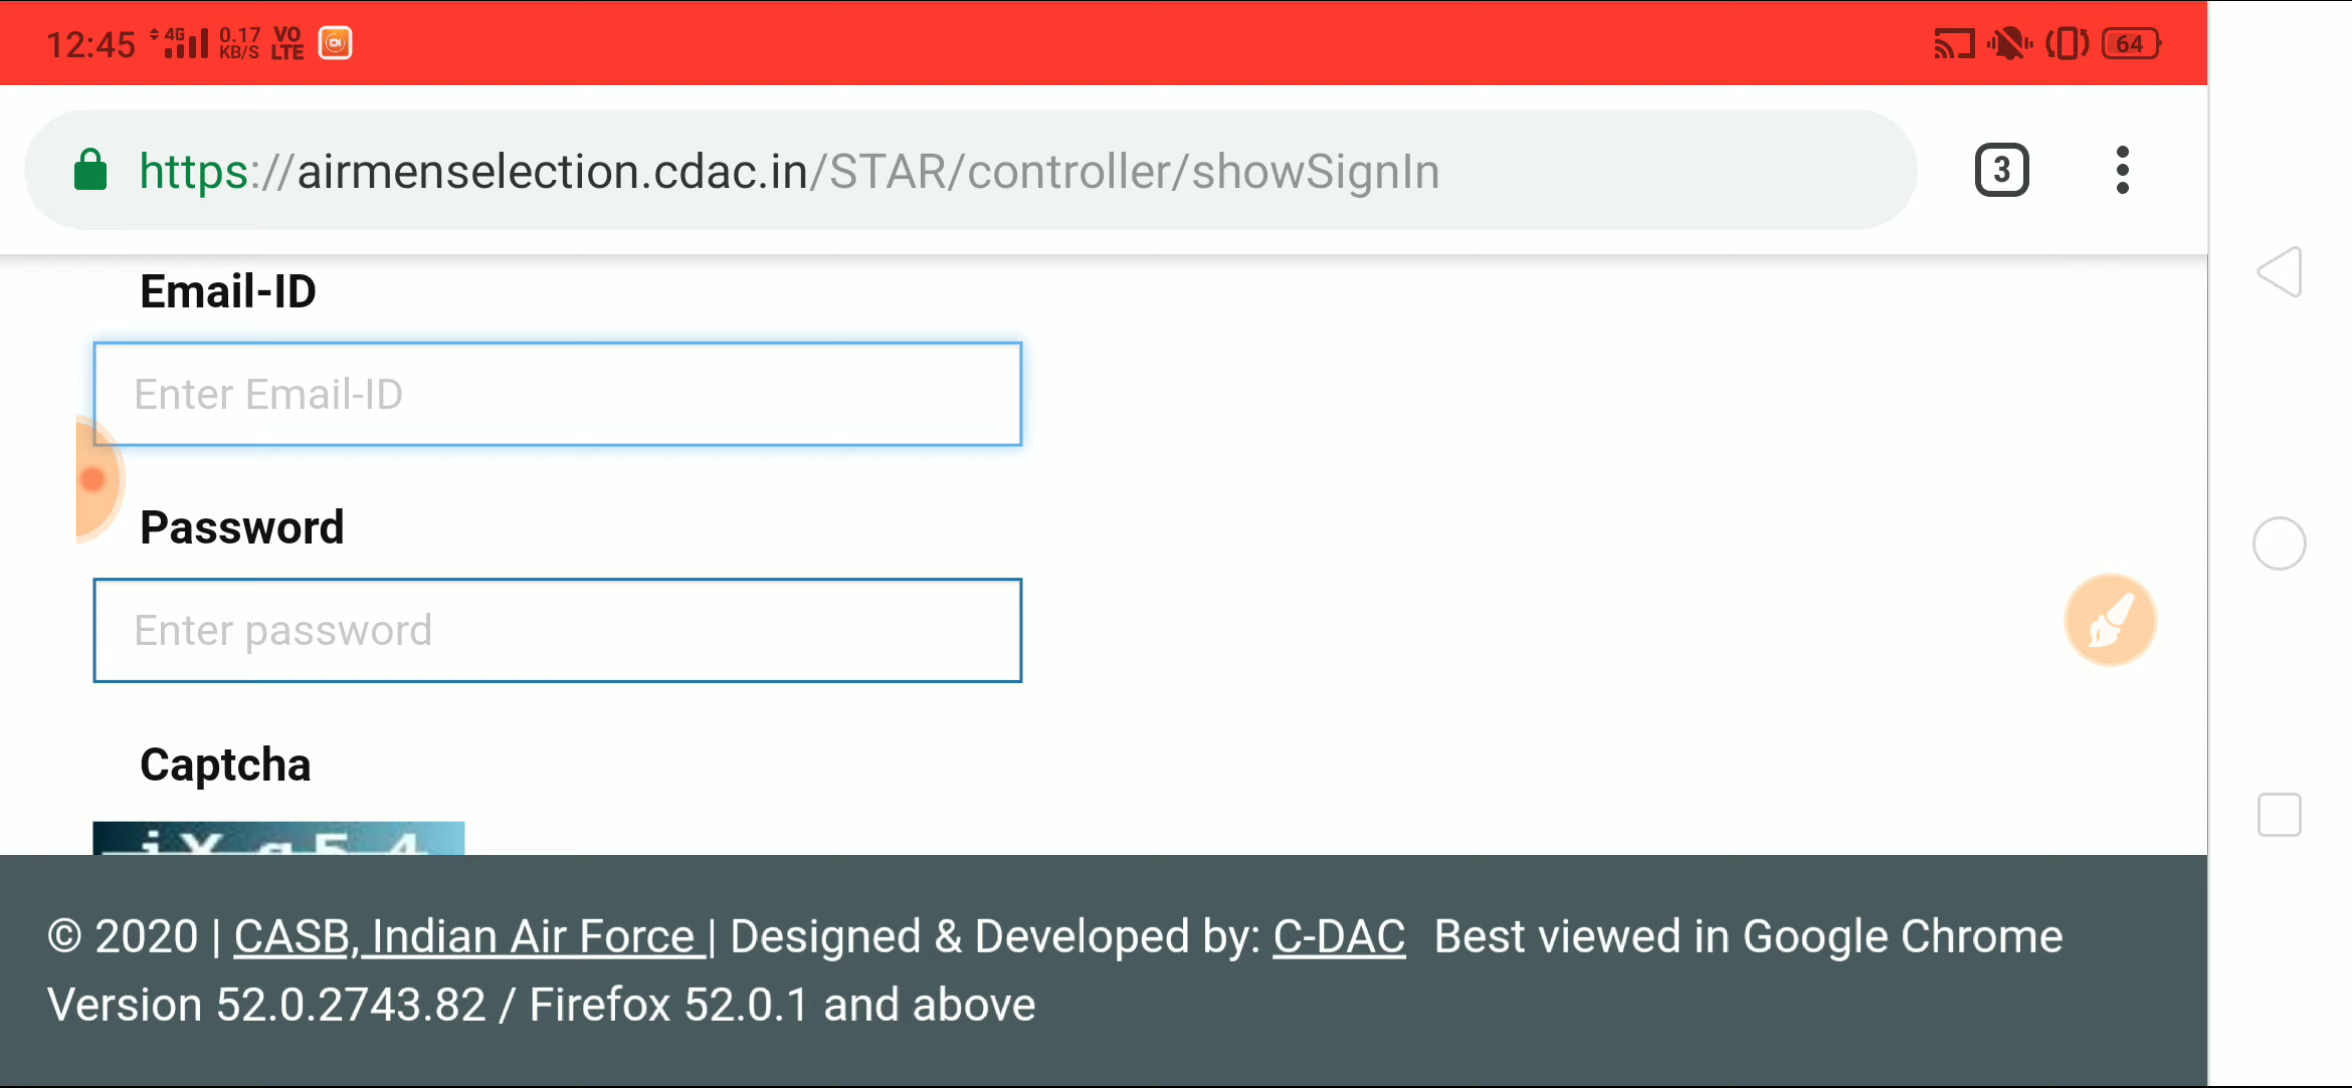 12:45 4G 0.17 KB/S VO LTE 64
https://airmenselection.cdac.in/STAR/controller/showSignIn 3
Email-ID
Enter Email-ID
Password
Enter password
Captcha
© 2020 | CASB, Indian Air Force | Designed & Developed by: C-DAC Best viewed in Google Chrome
Version 52.0.2743.82 / Firefox 52.0.1 and above